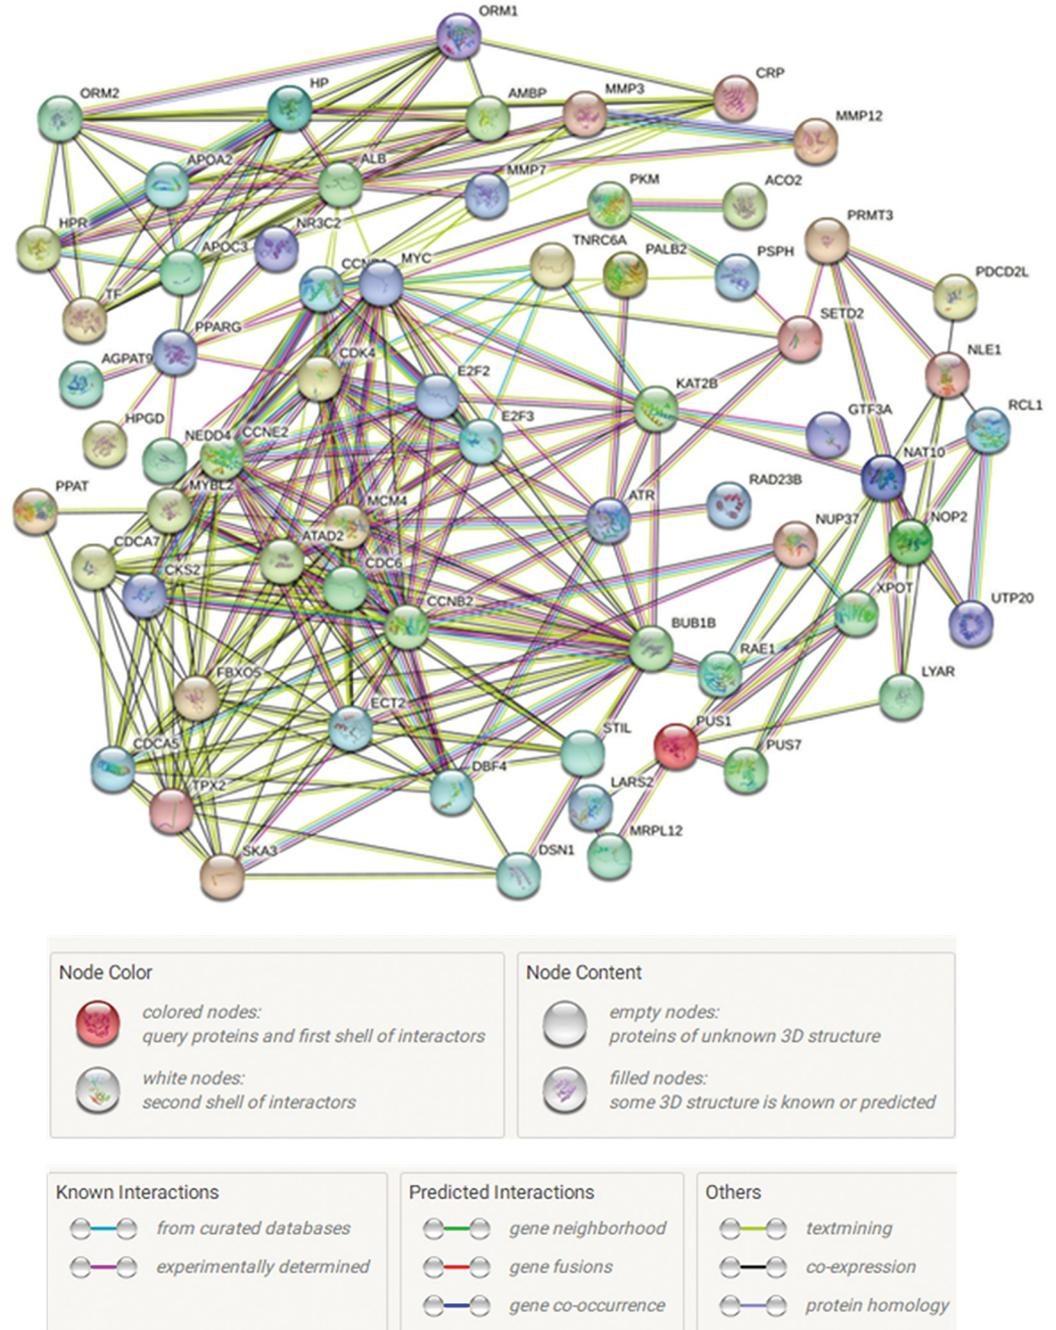 ORM1
CRP
HP
MMP3
ORM2
AMBP
MMP12
APOA2
ALB
MMP7
PKM
ACO2
HPR
NR3C2
PRMT3
APOC3
TNRC6A
PALB2
PSPH
MYC
PDCD2L
TF
SETD2
PPARG
NLE1
AGPAT9
CDK4
E2F2
KAT2B
RCL1
GTF3A
E2F3
HPGD
NEDD4
CCNE2
NAT10
RAD23B
PPAT
MYBL2
MCM4
ATR
NUP37
NOP2
CDCA7
ATAD2
CKS2
CDC6
XPOT
UTP20
CCNB2
BUB1B
RAE1
FBXO5
LYAR
ECT2
PUS1
STIL
CDCA5
PUS7
DBF4
TPX2
LARS2
MRPL12
SKA3
DSN1
Node Color
colored nodes:
query proteins and first shell of interactors
white nodes:
second shell of interactors
Node Content
empty nodes:
proteins of unknown 3D structure
filled nodes:
some 3D structure is known or predicted
Known Interactions
from curated databases
experimentally determined
Predicted Interactions
gene neighborhood
gene fusions
gene co-occurrence
Others
textmining
co-expression
protein homology